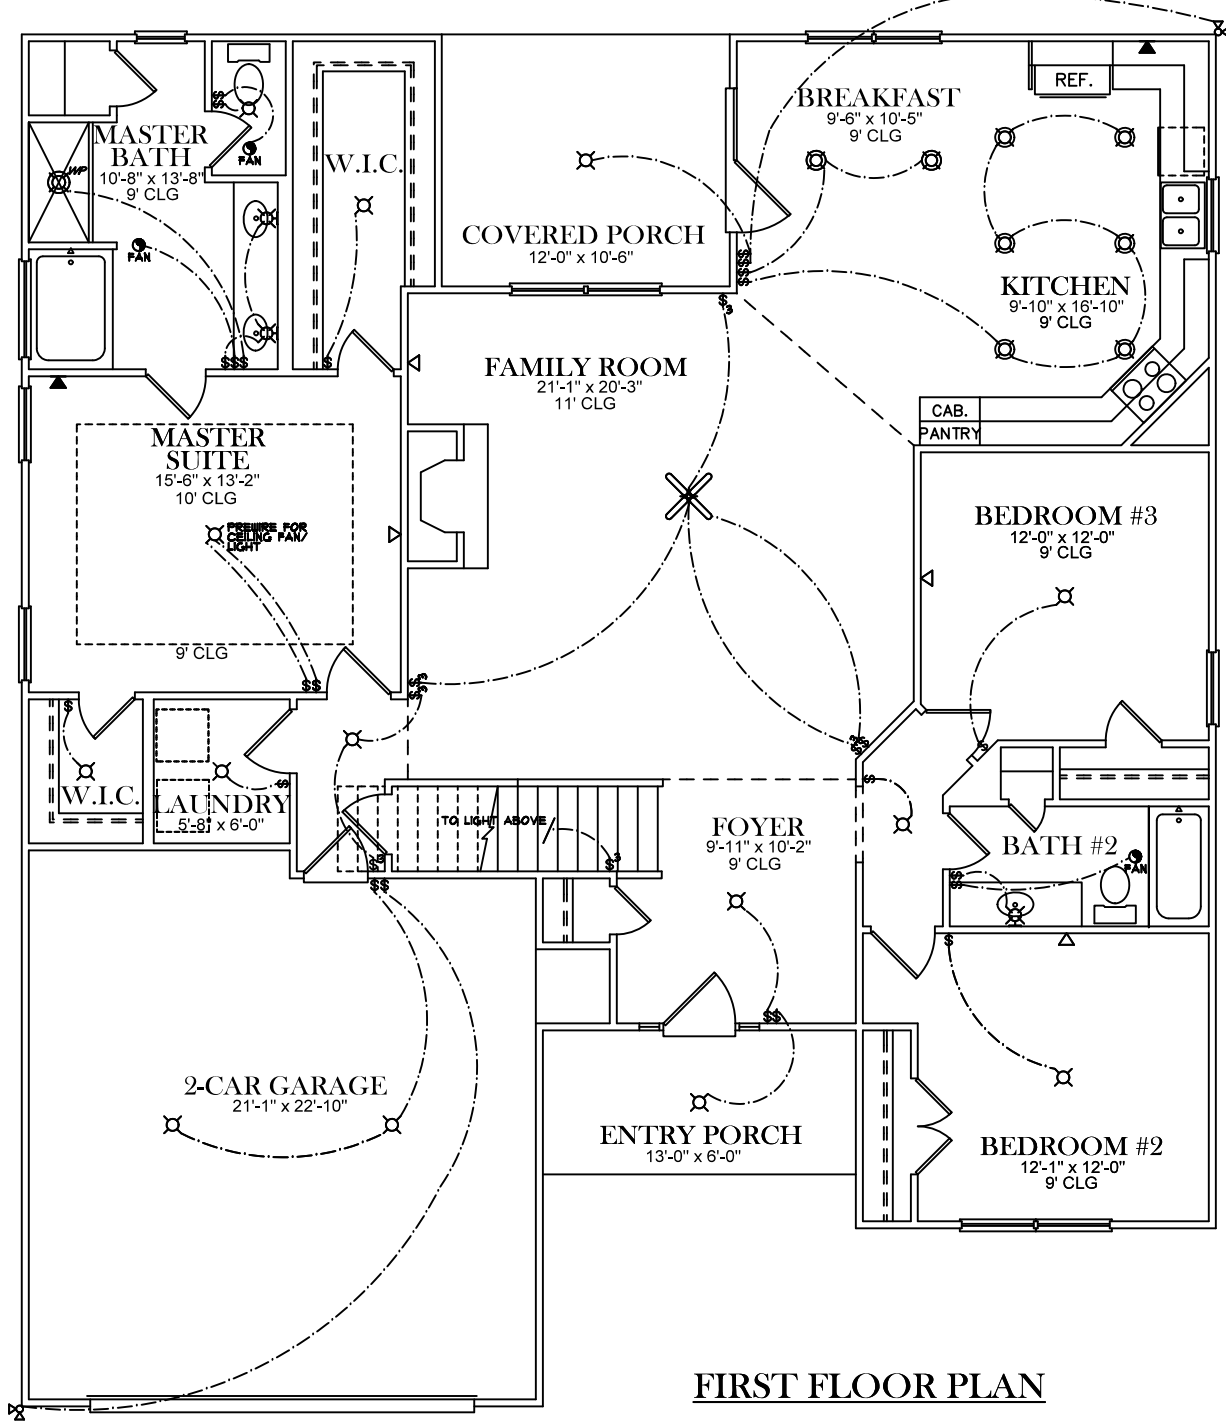 REF.
BREAKFAST
9'-6" x 10'-5"
9' CLG
MASTER
BATH
10'-8" x 13'-8"
9' CLG
WP
FAN
FAN
W.I.C.
COVERED PORCH
12'-0" x 10'-6"
KITCHEN
9'-10" x 16'-10"
9' CLG
$$
$$$
$
$$$$
$3
FAMILY ROOM
21'-1" x 20'-3"
11' CLG
CAB.
PANTRY
MASTER
SUITE
15'-6" x 13'-2"
10' CLG
PREWIRE FOR
CEILING FAN/
LIGHT
9' CLG
$$
BEDROOM #3
12'-0" x 12'-0"
9' CLG
$
$
W.I.C.
LAUNDRY
5'-8" x 6'-0"
$
TO LIGHT ABOVE
$3
$3
$$
FOYER
9'-11" x 10'-2"
9' CLG
$
BATH #2
FAN
$$
$
$$
2-CAR GARAGE
21'-1" x 22'-10"
ENTRY PORCH
13'-0" x 6'-0"
BEDROOM #2
12'-1" x 12'-0"
9' CLG
FIRST FLOOR PLAN